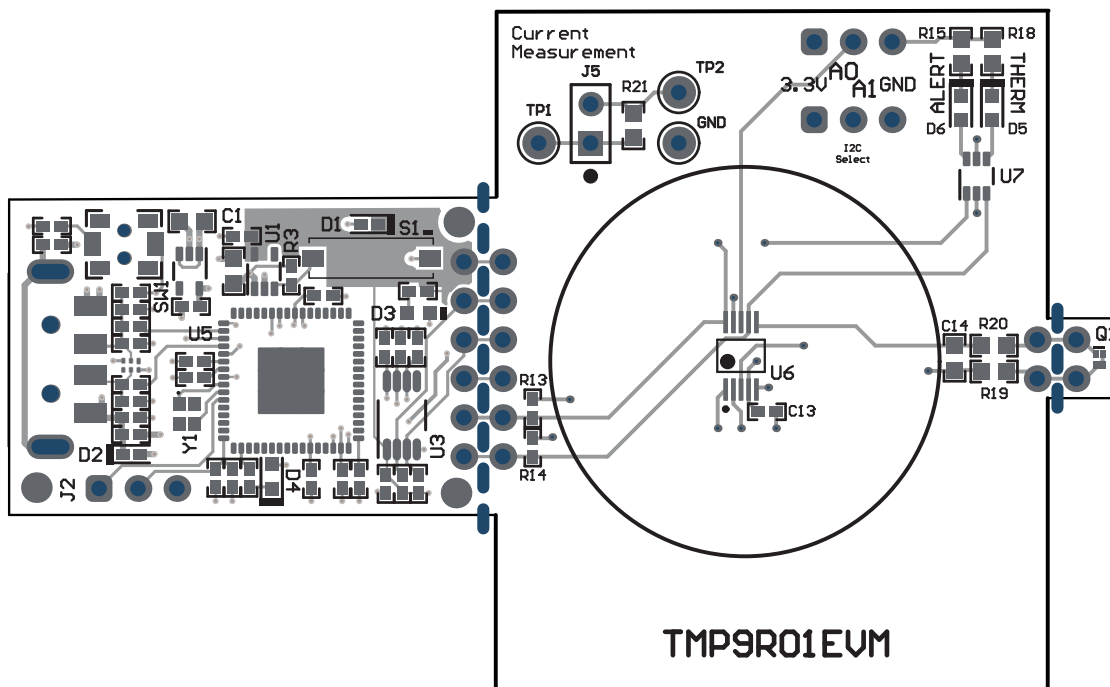 Current
Measurement
J5
R21
TP2
TP1
GND
R15
R18
3.3V
A0
A1
GND
ALERT
THERM
D6
D5
I2C
Select
U7
C1
U1
R3
D1
S1
SW1
U5
D3
Y1
U3
D2
J2
D4
R13
R14
U6
C13
C14
R20
R19
Q1
TMP9R01EVM